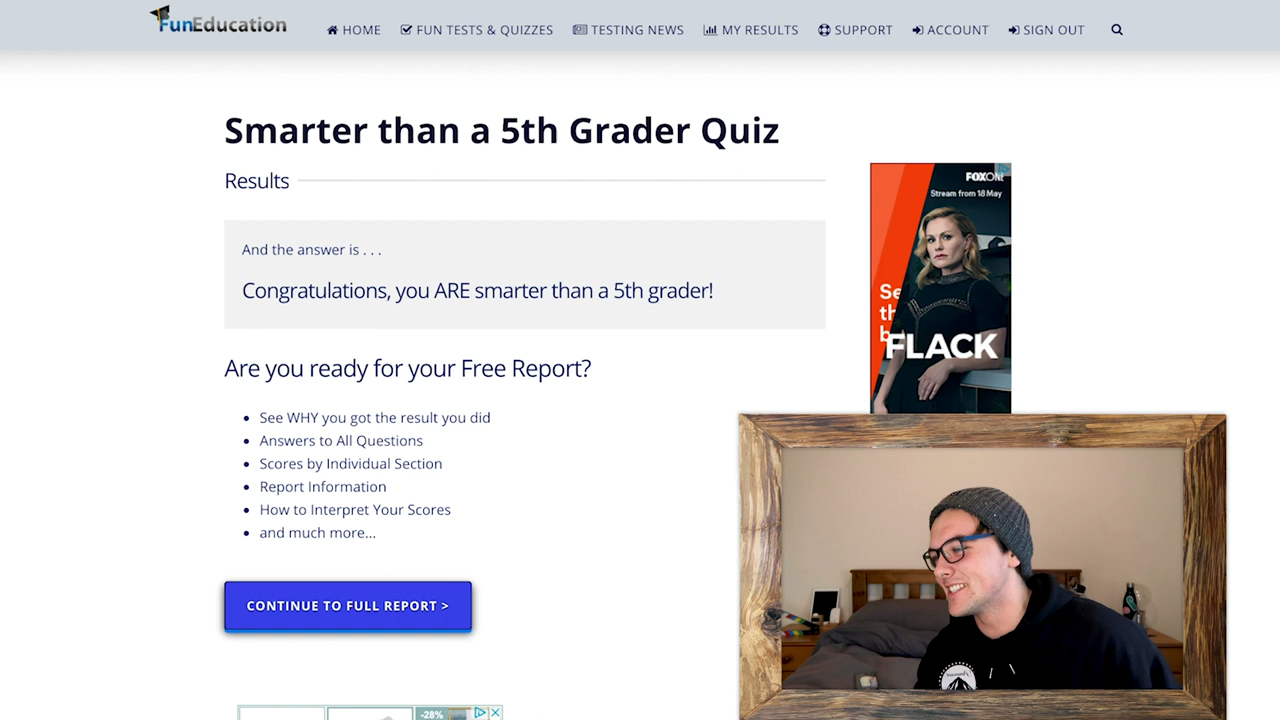 FunEducation
HOME
FUN TESTS & QUIZZES
TESTING NEWS
MY RESULTS
SUPPORT
ACCOUNT
SIGN OUT
Smarter than a 5th Grader Quiz
Results
And the answer is . . .
Congratulations, you ARE smarter than a 5th grader!
Are you ready for your Free Report?
See WHY you got the result you did
Answers to All Questions
Scores by Individual Section
Report Information
How to Interpret Your Scores
and much more...
CONTINUE TO FULL REPORT >
FOXONE
Stream from 18 May
Se
th
b
FLACK
-28%